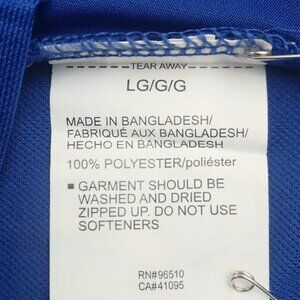 TEAR AWAY
LG/G/G
MADE IN BANGLADESH/
FABRIQUÉ AUX BANGLADESH/
HECHO EN BANGLADESH
100% POLYESTER/poliéster
▪ GARMENT SHOULD BE
WASHED AND DRIED
ZIPPED UP. DO NOT USE
SOFTENERS
RN#96510
CA#41095